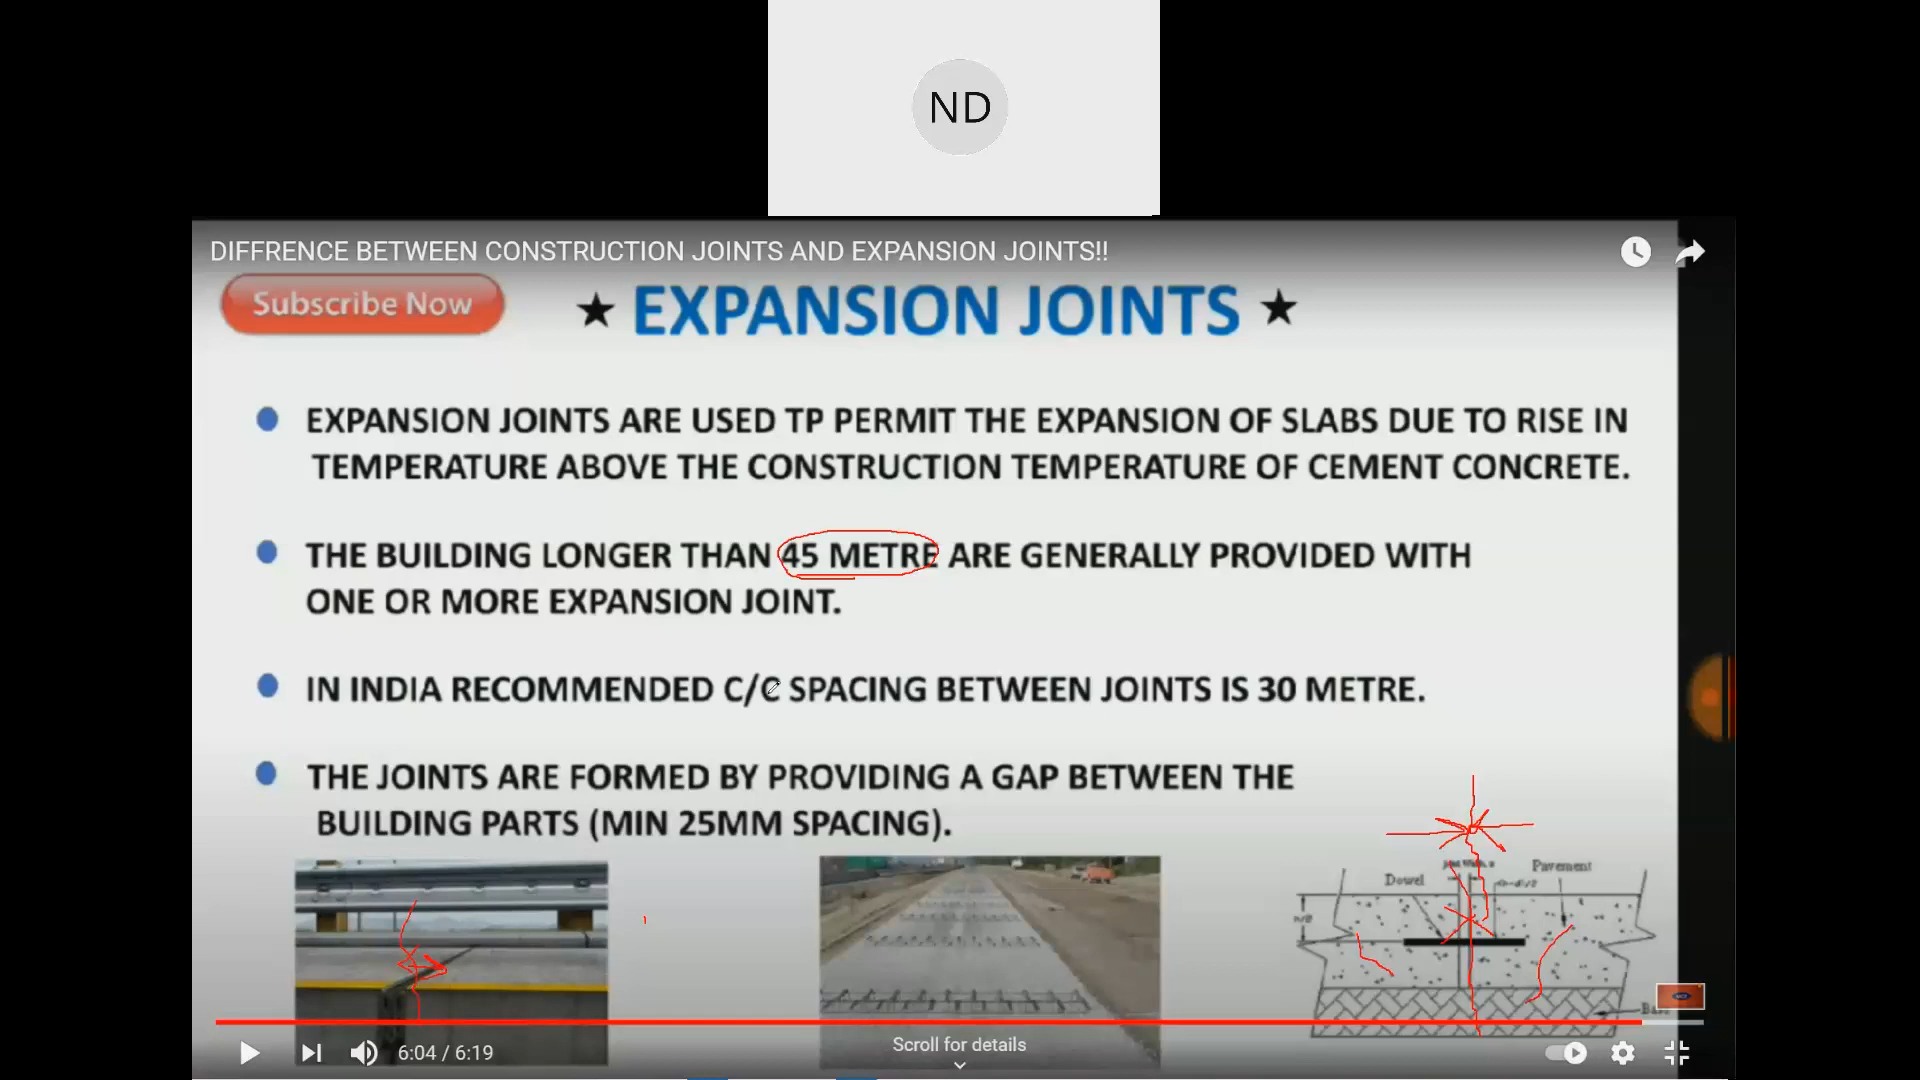 ND
DIFFRENCE BETWEEN CONSTRUCTION JOINTS AND EXPANSION JOINTS!!
Subscribe Now
★ EXPANSION JOINTS ★
EXPANSION JOINTS ARE USED TP PERMIT THE EXPANSION OF SLABS DUE TO RISE IN
TEMPERATURE ABOVE THE CONSTRUCTION TEMPERATURE OF CEMENT CONCRETE.
THE BUILDING LONGER THAN 45 METRE ARE GENERALLY PROVIDED WITH
ONE OR MORE EXPANSION JOINT.
IN INDIA RECOMMENDED C/C SPACING BETWEEN JOINTS IS 30 METRE.
THE JOINTS ARE FORMED BY PROVIDING A GAP BETWEEN THE
BUILDING PARTS (MIN 25MM SPACING).
Pavement
Dowel
Scroll for details
6:04 / 6:19